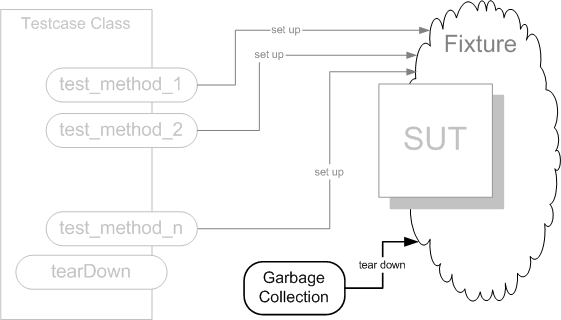 Testcase Class
set up
Fixture
set up
test_method_1
test_method_2
SUT
set up
test_method_n
tearDown
tear down
Garbage
Collection